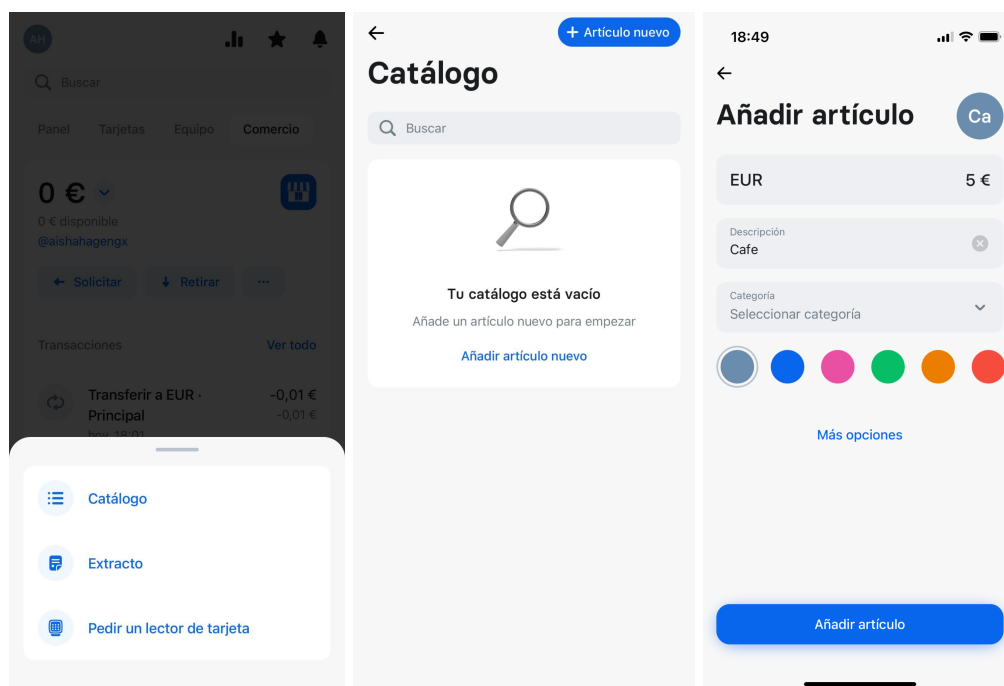 AH
Buscar
Panel Tarjetas Equipo Comercio
0 €
0 € disponible
@aishahagengx
Solicitar Retirar ...
Transacciones Ver todo
Transferir a EUR · -0,01 €
Principal -0,01 €
hoy, 18:01
Catálogo
Extracto
Pedir un lector de tarjeta
+ Artículo nuevo
Catálogo
Buscar
Tu catálogo está vacío
Añade un artículo nuevo para empezar
Añadir artículo nuevo
18:49
Añadir artículo Ca
EUR 5 €
Descripción
Cafe
Categoría
Seleccionar categoría
Más opciones
Añadir artículo